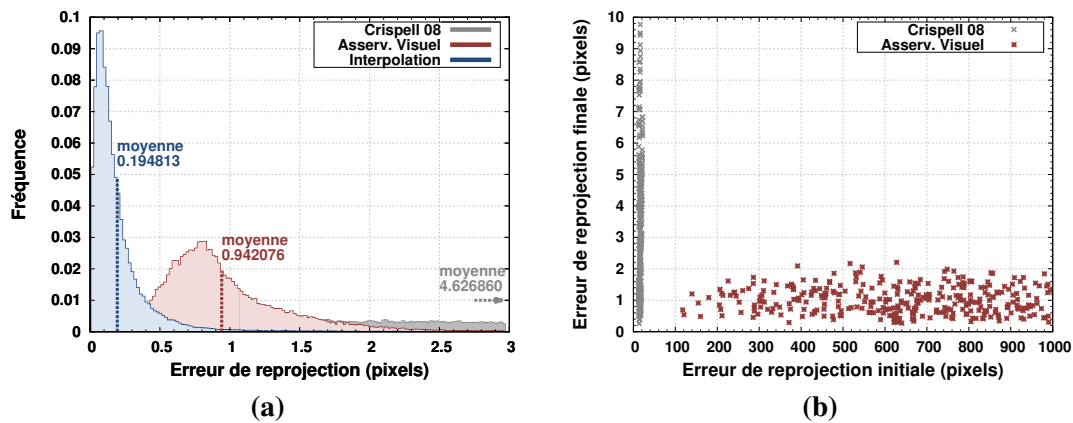 0.1
0.09
0.08
0.07
0.06
0.05
0.04
0.03
0.02
0.01
0
Fréquence
Crispell 08
Asserv. Visuel
Interpolation
moyenne
0.194813
moyenne
0.942076
moyenne
4.626860
0 0.5 1 1.5 2 2.5 3
Erreur de reprojection (pixels)
(a)
10
9
8
7
6
5
4
3
2
1
0
Erreur de reprojection finale (pixels)
Crispell 08
Asserv. Visuel
0 100 200 300 400 500 600 700 800 900 1000
Erreur de reprojection initiale (pixels)
(b)